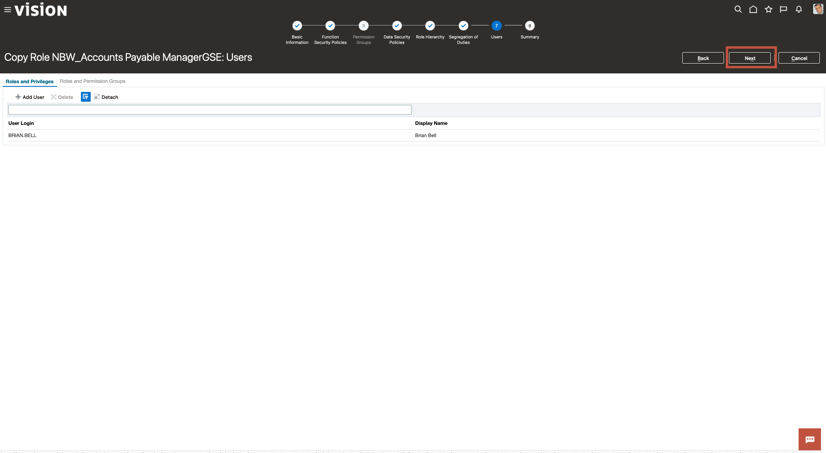 VISION
Basic
Information
Function
Security Policies
3
Permission
Groups
Data Security
Policies
Role Hierarchy
Segregation of
Duties
7
Users
8
Summary
Copy Role NBW_Accounts Payable ManagerGSE: Users
Back
Next
Cancel
Roles and Privileges
Roles and Permission Groups
Add User
Delete
Detach
User Login
Display Name
BRIAN.BELL
Brian Bell